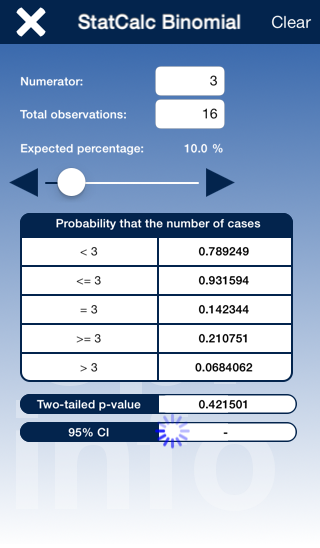 StatCalc Binomial Clear
Numerator: 3
Total observations: 16
Expected percentage: 10.0 %
Probability that the number of cases
< 3 0.789249
<= 3 0.931594
= 3 0.142344
>= 3 0.210751
> 3 0.0684062
Two-tailed p-value 0.421501
95% CI -
epi
info